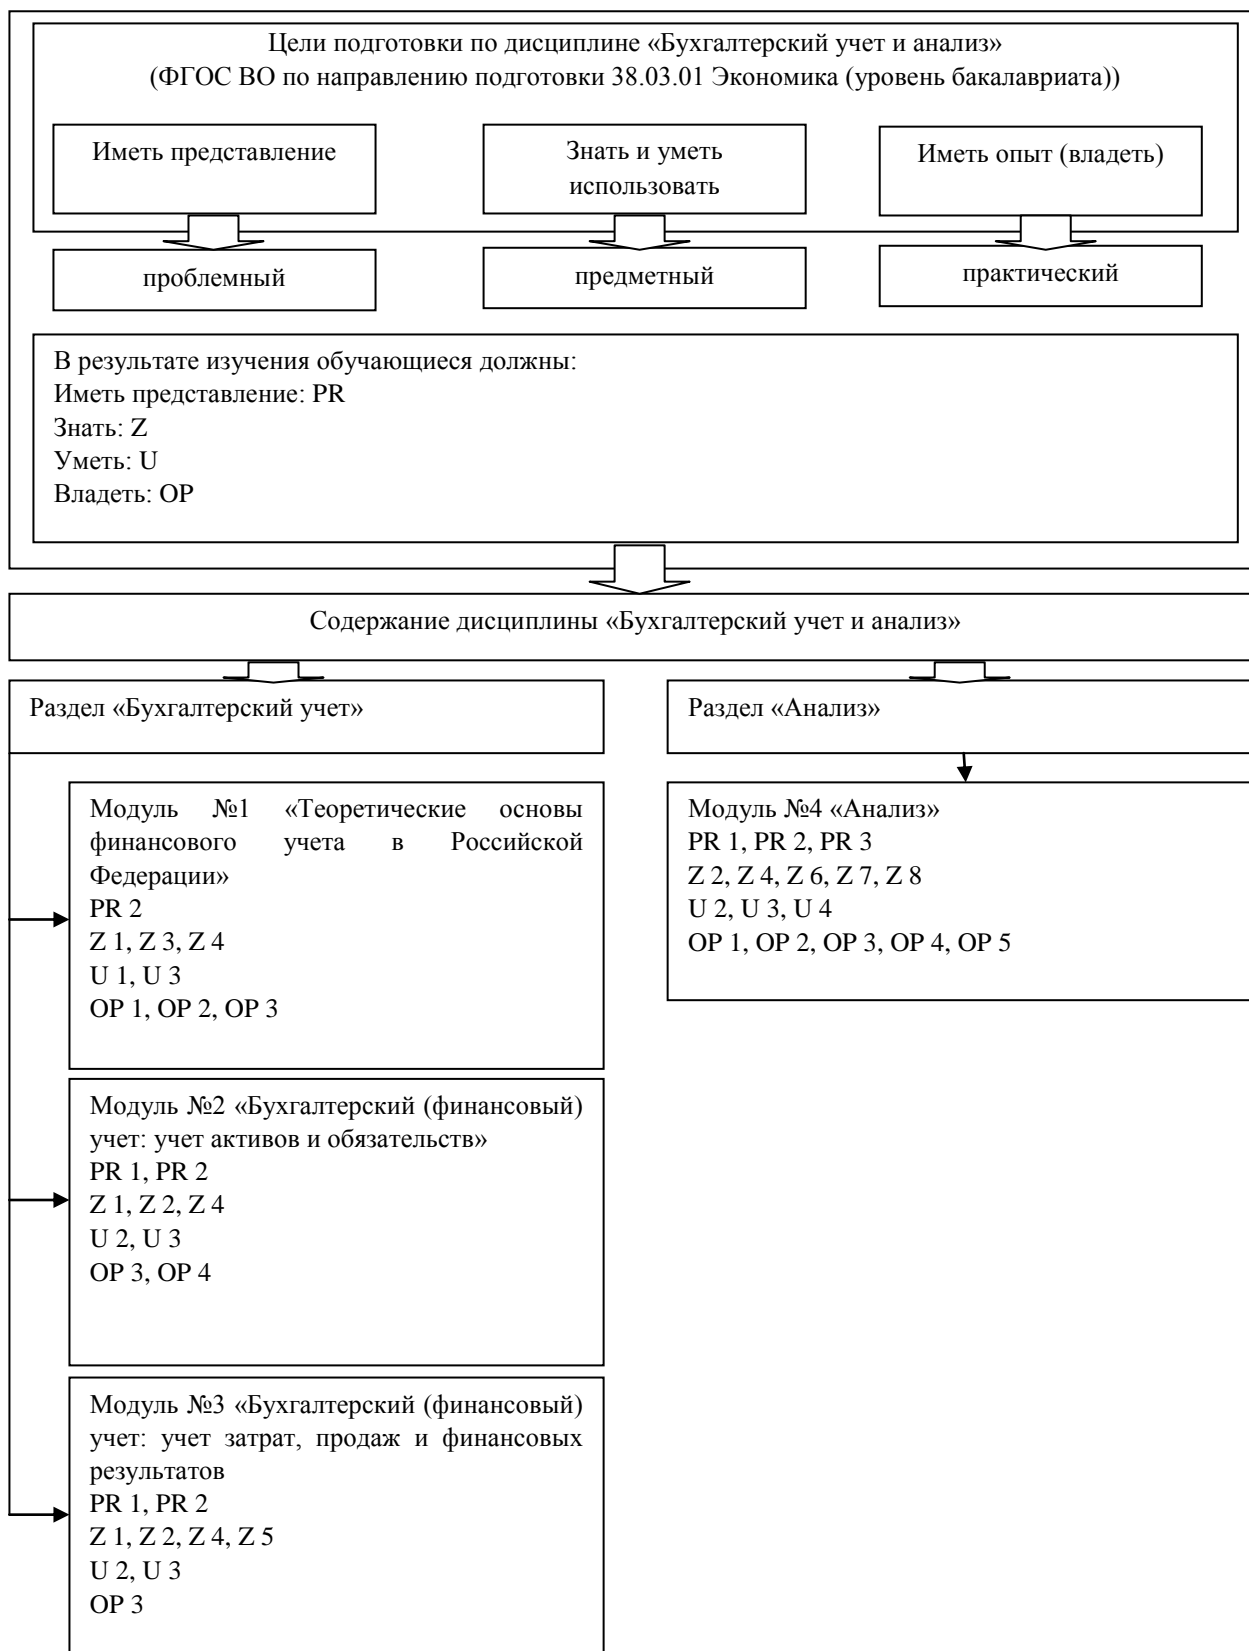 Цели подготовки по дисциплине «Бухгалтерский учет и анализ»
(ФГОС ВО по направлению подготовки 38.03.01 Экономика (уровень бакалавриата))
Иметь представление
Знать и уметь
использовать
Иметь опыт (владеть)
проблемный
предметный
практический
В результате изучения обучающиеся должны:
Иметь представление: PR
Знать: Z
Уметь: U
Владеть: OP
Содержание дисциплины «Бухгалтерский учет и анализ»
Раздел «Бухгалтерский учет»
Модуль №1 «Теоретические основы
финансового учета в Российской
Федерации»
PR 2
Z 1, Z 3, Z 4
U 1, U 3
OP 1, OP 2, OP 3
Модуль №2 «Бухгалтерский (финансовый)
учет: учет активов и обязательств»
PR 1, PR 2
Z 1, Z 2, Z 4
U 2, U 3
OP 3, OP 4
Модуль №3 «Бухгалтерский (финансовый)
учет: учет затрат, продаж и финансовых
результатов
PR 1, PR 2
Z 1, Z 2, Z 4, Z 5
U 2, U 3
OP 3
Раздел «Анализ»
Модуль №4 «Анализ»
PR 1, PR 2, PR 3
Z 2, Z 4, Z 6, Z 7, Z 8
U 2, U 3, U 4
OP 1, OP 2, OP 3, OP 4, OP 5